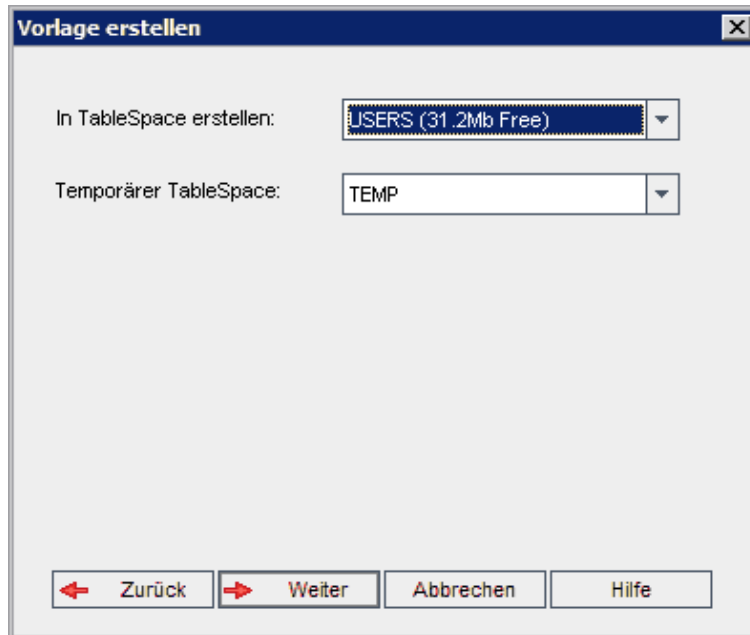 Vorlage erstellen
In TableSpace erstellen: USERS (31.2Mb Free)
Temporärer TableSpace: TEMP
Zurück Weiter Abbrechen Hilfe